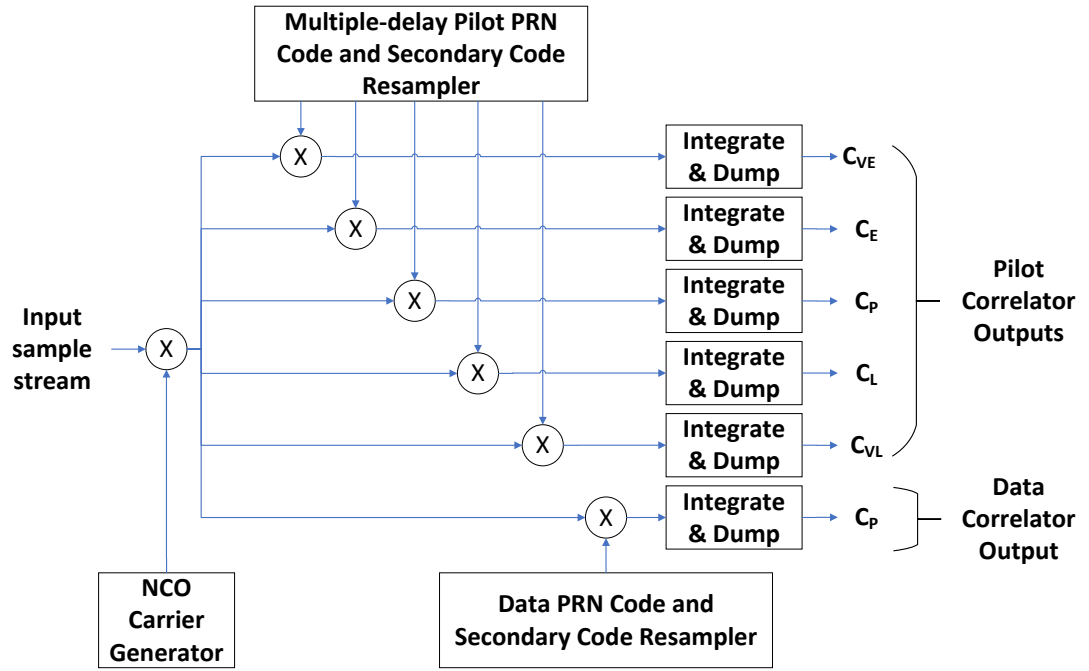 Multiple-delay Pilot PRN
Code and Secondary Code
Resampler
X
Integrate
& Dump
CVE
X
Integrate
& Dump
CE
X
Integrate
& Dump
CP
Pilot
Correlator
Outputs
Input
sample
stream
X
X
Integrate
& Dump
CL
X
Integrate
& Dump
CVL
X
Integrate
& Dump
CP
Data
Correlator
Output
NCO
Carrier
Generator
Data PRN Code and
Secondary Code Resampler